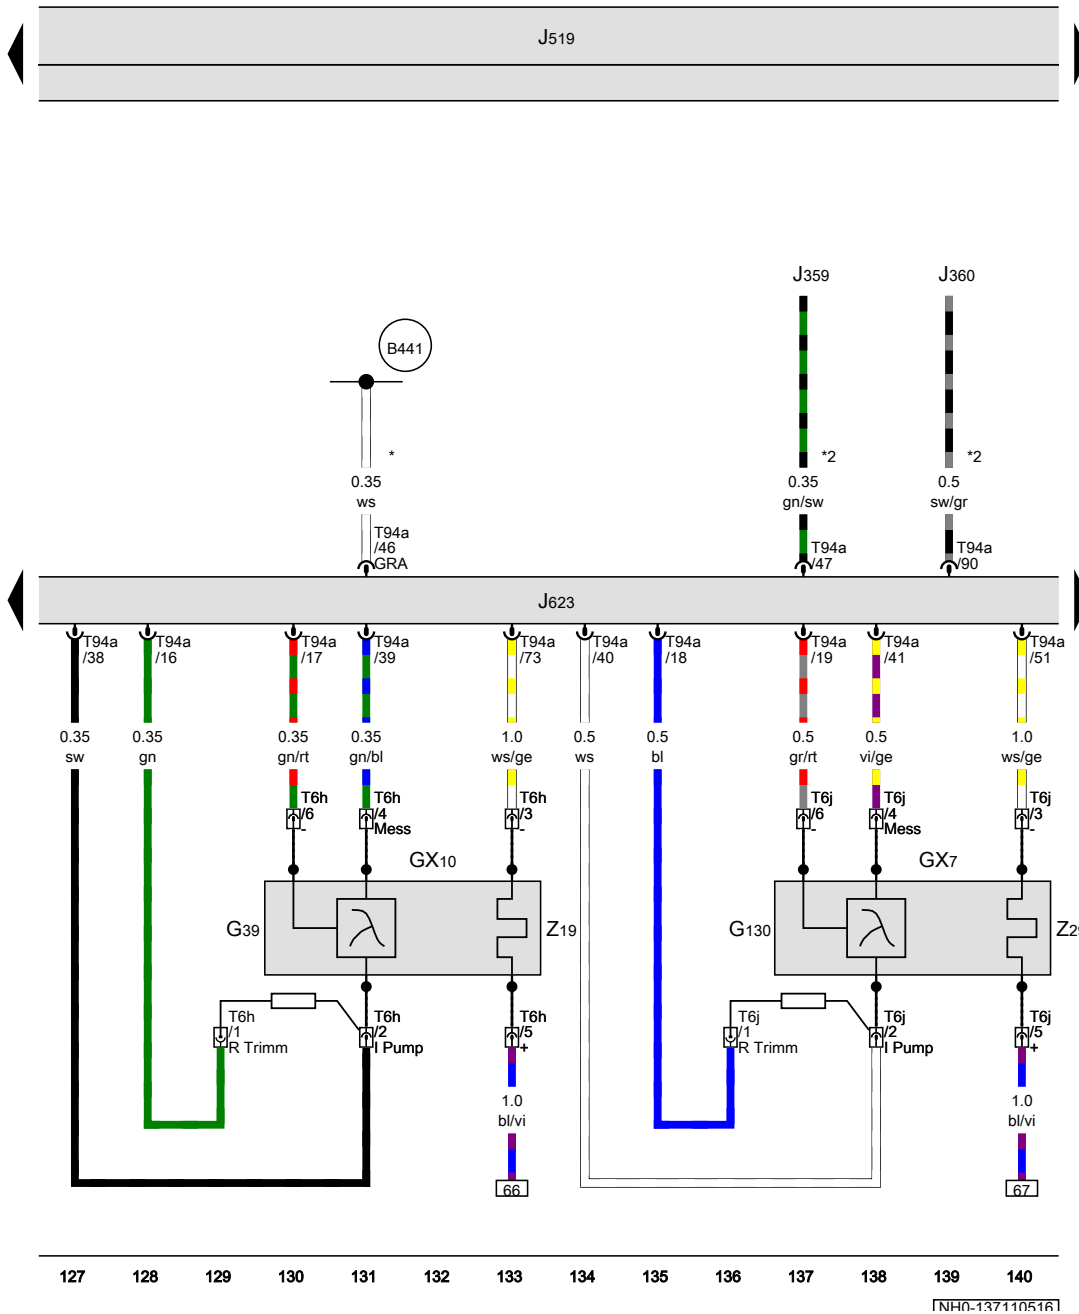 J519
J359
J360
B441
*
*2
*2
0.35
0.35
0.5
ws
gn/sw
sw/gr
T94a
/46
GRA
T94a
/47
T94a
/90
J623
T94a
/38
T94a
/16
T94a
/17
T94a
/39
T94a
/73
T94a
/40
T94a
/18
T94a
/19
T94a
/41
T94a
/51
0.35
0.35
0.35
0.35
1.0
0.5
0.5
0.5
0.5
1.0
sw
gn
gn/rt
gn/bl
ws/ge
ws
bl
gr/rt
vi/ge
ws/ge
T6h
/6
-
T6h
/4
Mess
T6h
/3
-
T6j
/6
-
T6j
/4
Mess
T6j
/3
-
GX10
GX7
G39
Z19
G130
Z29
T6h
/1
R Trimm
T6h
/2
I Pump
T6h
/5
+
T6j
/1
R Trimm
T6j
/2
I Pump
T6j
/5
+
1.0
1.0
bl/vi
bl/vi
66
67
127 128 129 130 131 132 133 134 135 136 137 138 139 140
NH0-137110516